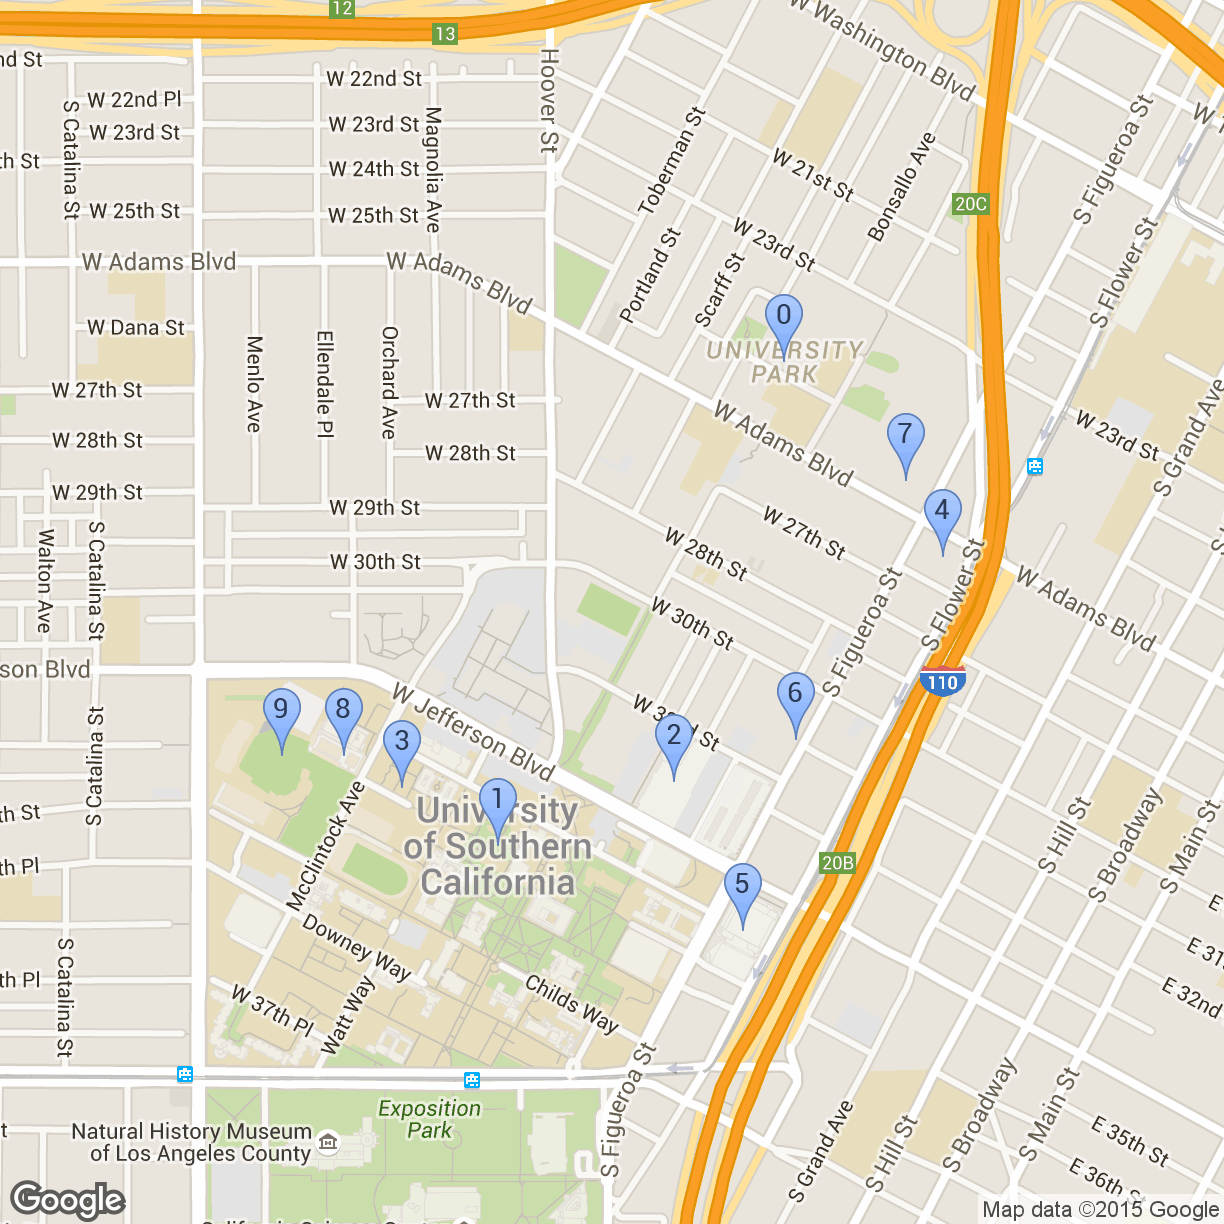 12
13
nd St
W 22nd St
W 22nd Pl
W 23rd St
W 23rd St
th St
W 24th St
W 25th St
W 25th St
S Catalina St
Magnolia Ave
Hoover St
W Washington Blvd
Toberman St
W 21st St
Bonsallo Ave
S Figueroa St
20C
W Adams Blvd
W Adams Blvd
Portland St
Scarff St
W 23rd St
S Flower St
W Dana St
Menlo Ave
Ellendale Pl
Orchard Ave
0
UNIVERSITY
PARK
W 27th St
W 27th St
W 28th St
W 28th St
W Adams Blvd
7
W 23rd St
S Grand Ave
W 29th St
W 29th St
4
W 27th St
W 28th St
W 30th St
W 30th St
Walton Ave
S Catalina St
S Figueroa St
S Flower St
W Adams Blvd
son Blvd
110
9
8
3
W Jefferson Blvd
2
6
S Catalina St
1
University
of Southern
California
th St
th Pl
McClintock Ave
20B
5
S Hill St
S Broadway
S Main St
Downey Way
S Catalina St
th Pl
W 37th Pl
Watt Way
Childs Way
E 32nd
S Figueroa St
Exposition
Park
Natural History Museum
of Los Angeles County
S Grand Ave
S Hill St
S Broadway
S Main St
E 35th St
E 36th St
Google
Map data ©2015 Google